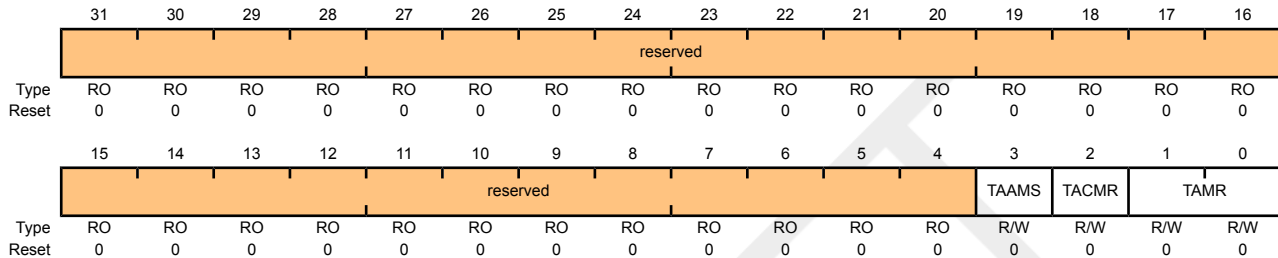 31 30 29 28 27 26 25 24 23 22 21 20 19 18 17 16
reserved
Type RO RO RO RO RO RO RO RO RO RO RO RO RO RO RO RO
Reset 0 0 0 0 0 0 0 0 0 0 0 0 0 0 0 0
15 14 13 12 11 10 9 8 7 6 5 4 3 2 1 0
reserved TAAMS TACMR TAMR
Type RO RO RO RO RO RO RO RO RO RO RO RO R/W R/W R/W R/W
Reset 0 0 0 0 0 0 0 0 0 0 0 0 0 0 0 0